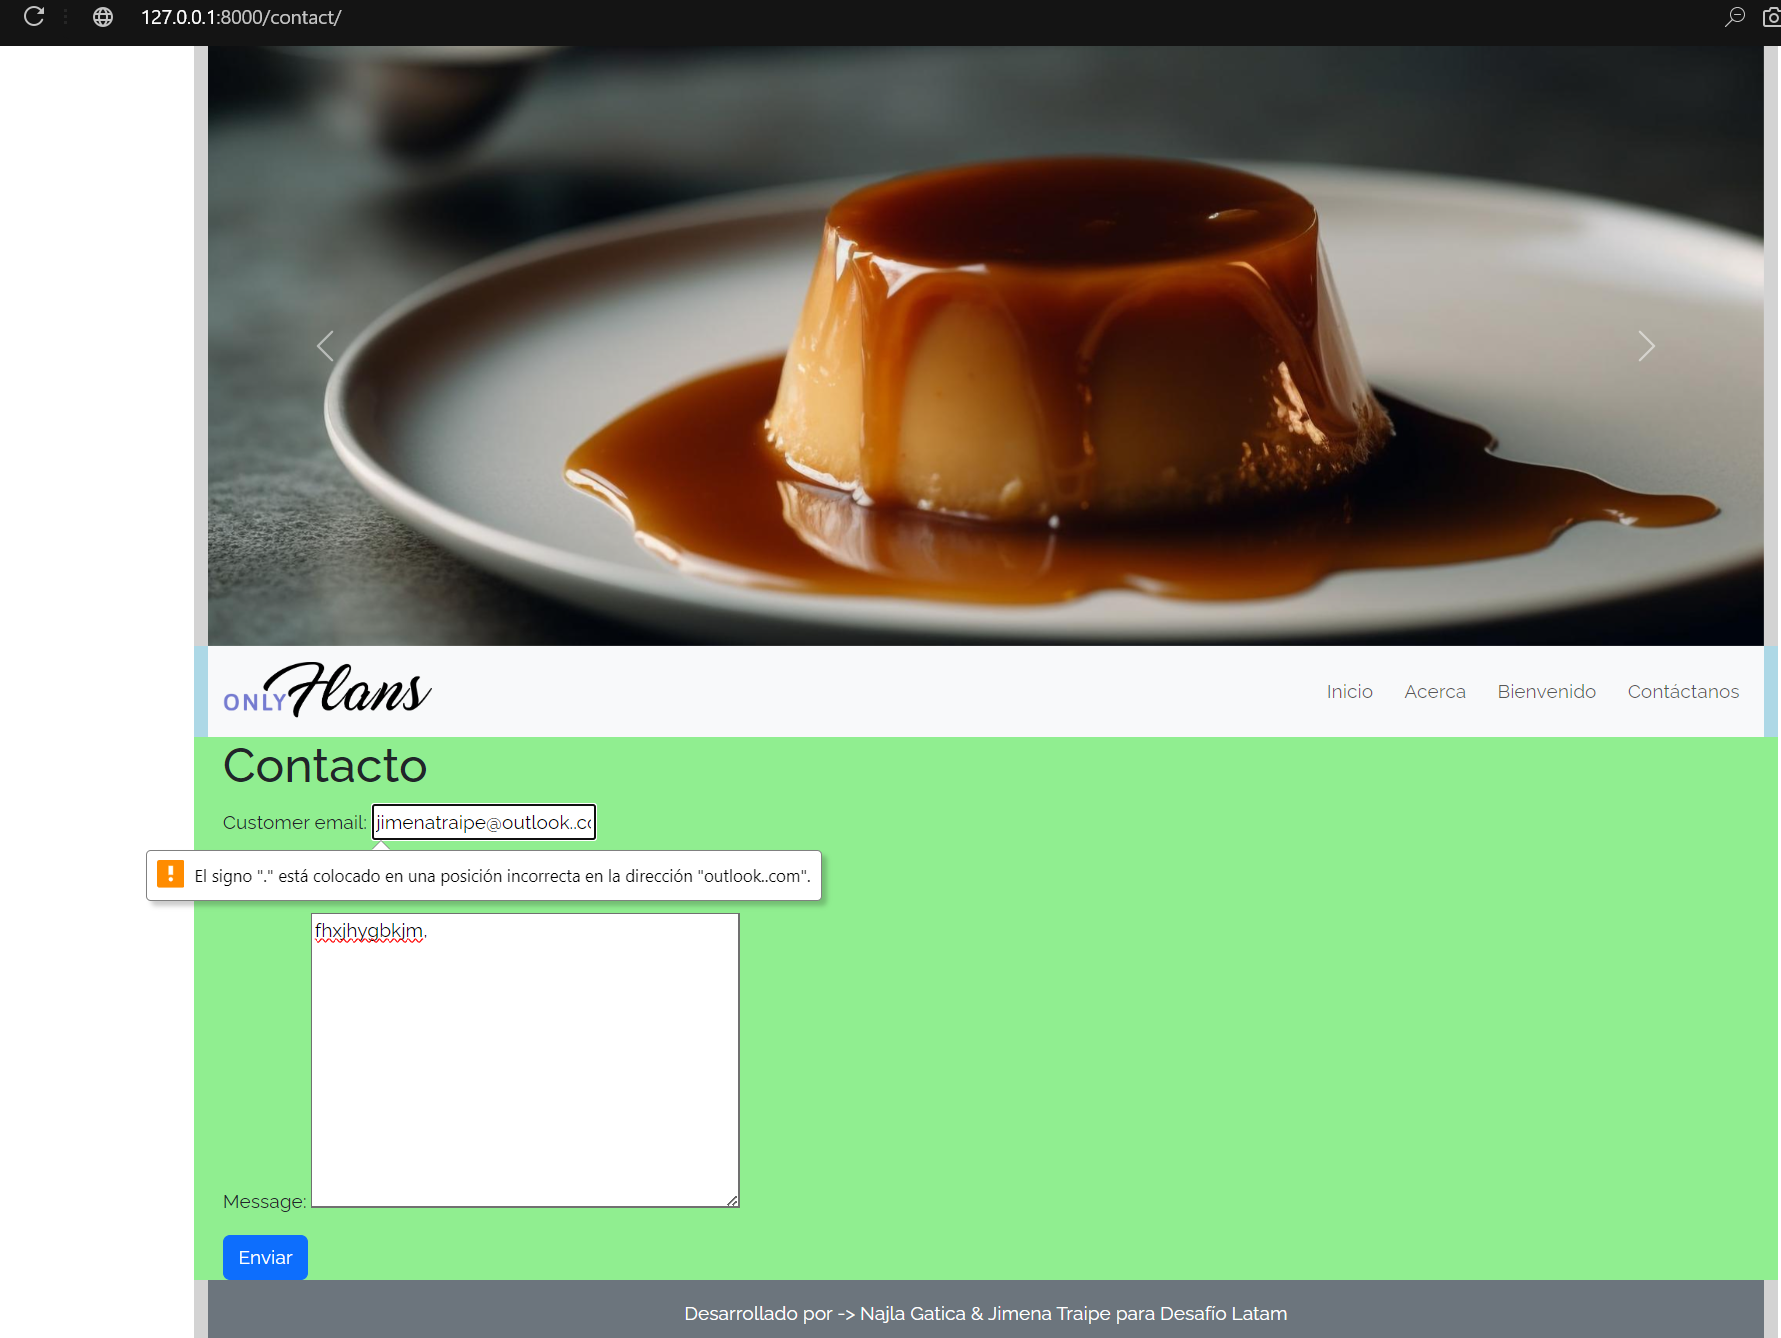 127.0.0.1:8000/contact/
ONLY Flans
Inicio Acerca Bienvenido Contáctanos
Contacto
Customer email: jimenatraipe@outlook..co
! El signo "." está colocado en una posición incorrecta en la dirección "outlook..com".
fhxjhygbkjm,
Message:
Enviar
Desarrollado por -> Najla Gatica & Jimena Traipe para Desafío Latam